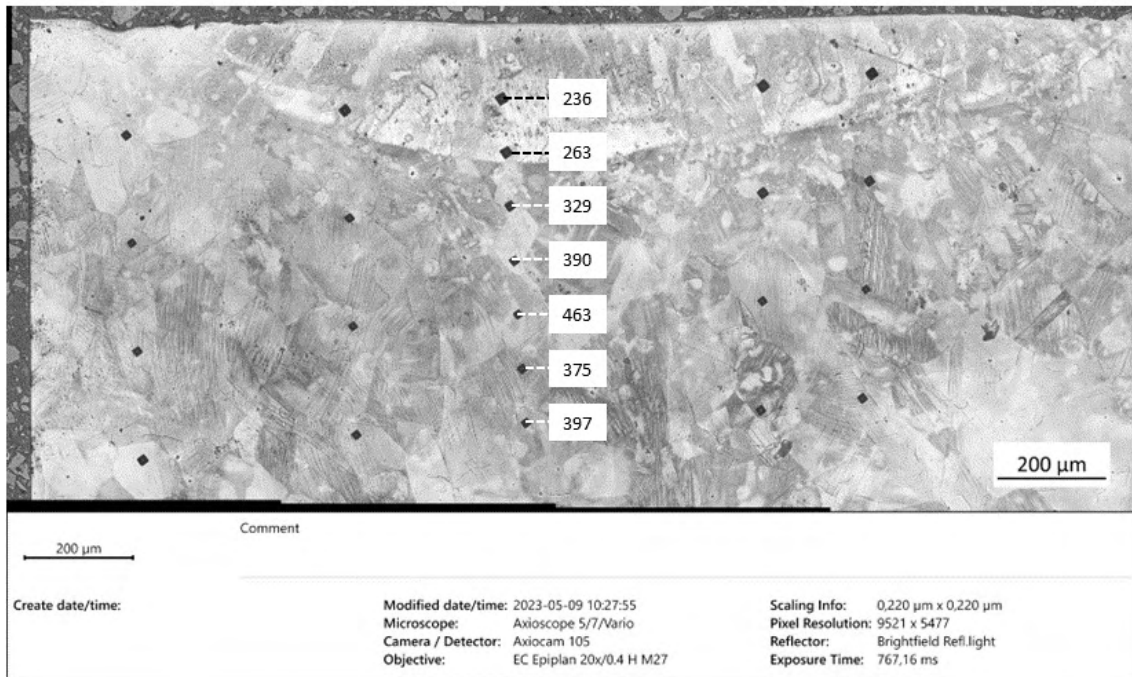 236
263
329
390
463
375
397
200 µm
Comment
200 µm
Create date/time:
Modified date/time: 2023-05-09 10:27:55
Microscope: Axioscope 5/7/Vario
Camera / Detector: Axiocam 105
Objective: EC Epiplan 20x/0.4 H M27
Scaling Info: 0,220 µm x 0,220 µm
Pixel Resolution: 9521 x 5477
Reflector: Brightfield Refl.light
Exposure Time: 767,16 ms